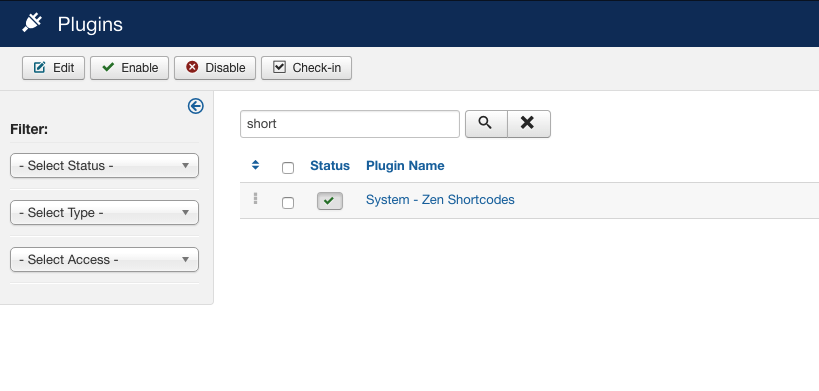 Plugins
Edit Enable Disable Check-in
Filter:
- Select Status -
- Select Type -
- Select Access -
short
Status Plugin Name
System - Zen Shortcodes